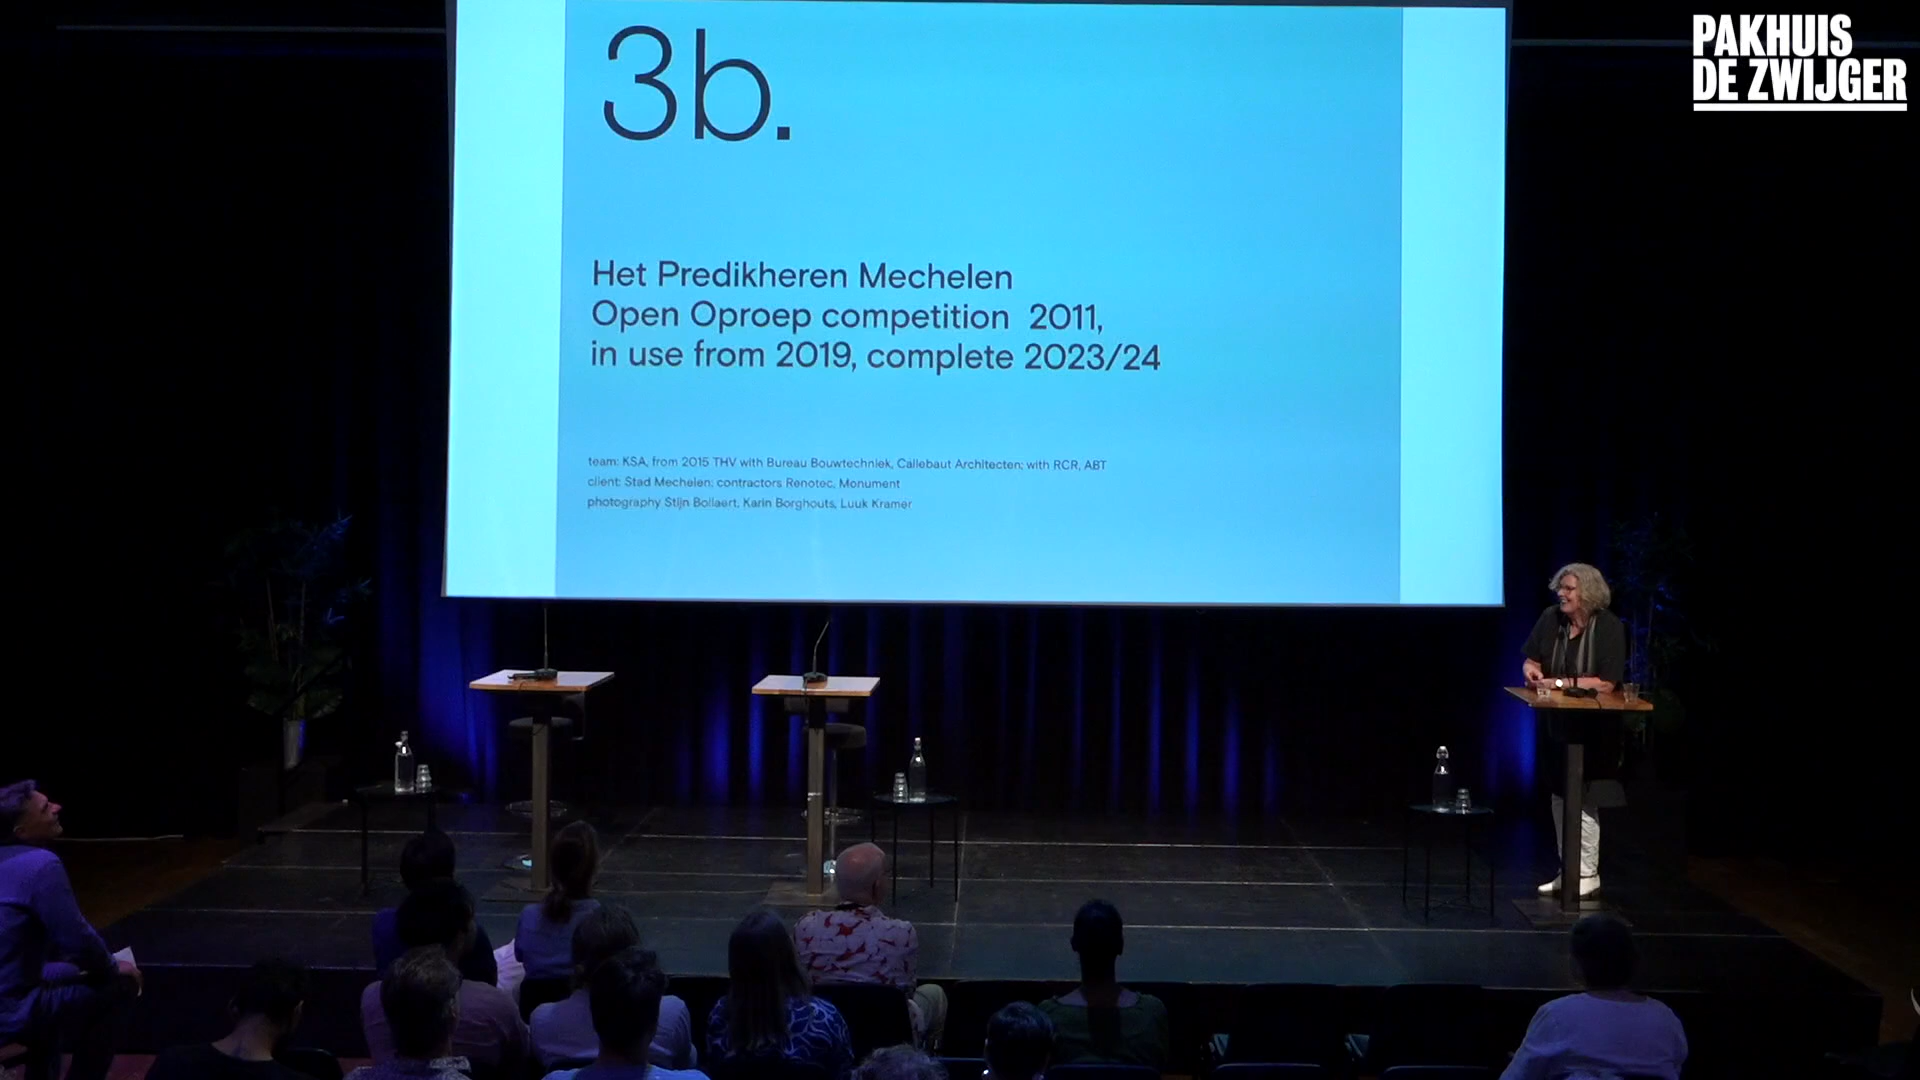 PAKHUIS
DE ZWIJGER
3b.
Het Predikheren Mechelen
Open Oproep competition 2011,
in use from 2019, complete 2023/24
team: KSA, from 2015 THV with Bureau Bouwtechniek, Callebaut Architecten; with RCR, ABT
client: Stad Mechelen; contractors Renotec, Monument
photography Stijn Bollaert, Karin Borghouts, Luuk Kramer